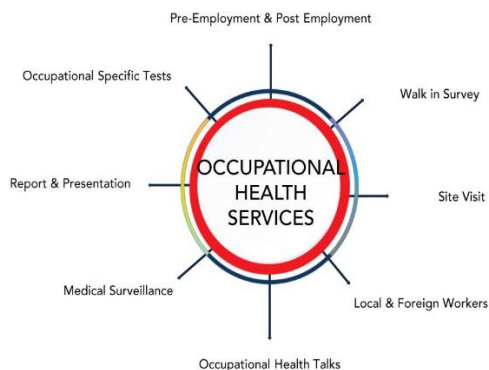 Pre-Employment & Post Employment
Occupational Specific Tests
Walk in Survey
OCCUPATIONAL
HEALTH
SERVICES
Report & Presentation
Site Visit
Medical Surveillance
Local & Foreign Workers
Occupational Health Talks